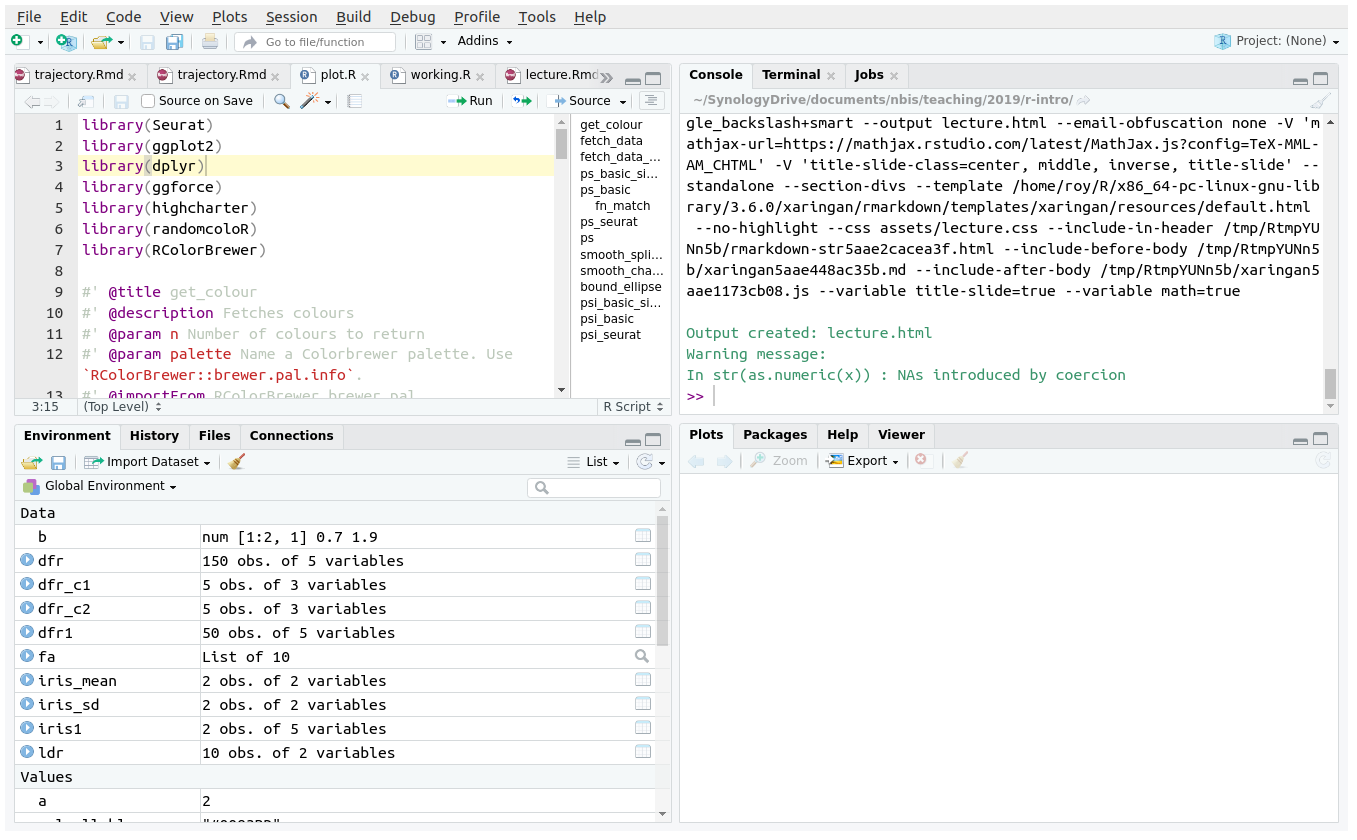 File Edit Code View Plots Session Build Debug Profile Tools Help
Go to file/function Addins Project: (None)
trajectory.Rmd trajectory.Rmd plot.R working.R lecture.Rmd
Source on Save Run Source
1 library(Seurat)
2 library(ggplot2)
3 library(dplyr)
4 library(ggforce)
5 library(highcharter)
6 library(randomcoloR)
7 library(RColorBrewer)
8
9 #' @title get_colour
10 #' @description Fetches colours
11 #' @param n Number of colours to return
12 #' @param palette Name a Colorbrewer palette. Use
`RColorBrewer::brewer.pal.info`.
13 #' @importFrom RColorBrewer brewer.pal
3:15 (Top Level) R Script
get_colour
fetch_data
fetch_data_...
ps_basic_si...
ps_basic
fn_match
ps_seurat
ps
smooth_spli...
smooth_cha...
bound_ellipse
psi_basic_si...
psi_basic
psi_seurat
Console Terminal Jobs
~/SynologyDrive/documents/nbis/teaching/2019/r-intro/
gle_backslash+smart --output lecture.html --email-obfuscation none -V 'm
athjax-url=https://mathjax.rstudio.com/latest/MathJax.js?config=TeX-MML-
AM_CHTML' -V 'title-slide-class=center, middle, inverse, title-slide' --
standalone --section-divs --template /home/roy/R/x86_64-pc-linux-gnu-lib
rary/3.6.0/xaringan/rmarkdown/templates/xaringan/resources/default.html
--no-highlight --css assets/lecture.css --include-in-header /tmp/RtmpYU
Nn5b/rmarkdown-str5aae2cacea3f.html --include-before-body /tmp/RtmpYUNn5
b/xaringan5aae448ac35b.md --include-after-body /tmp/RtmpYUNn5b/xaringan5
aae1173cb08.js --variable title-slide=true --variable math=true
Output created: lecture.html
Warning message:
In str(as.numeric(x)) : NAs introduced by coercion
>>
Environment History Files Connections
Import Dataset List
Global Environment
Data
b num [1:2, 1] 0.7 1.9
dfr 150 obs. of 5 variables
dfr_c1 5 obs. of 3 variables
dfr_c2 5 obs. of 3 variables
dfr1 50 obs. of 5 variables
fa List of 10
iris_mean 2 obs. of 2 variables
iris_sd 2 obs. of 2 variables
iris1 2 obs. of 5 variables
ldr 10 obs. of 2 variables
Values
a 2
Plots Packages Help Viewer
Zoom Export